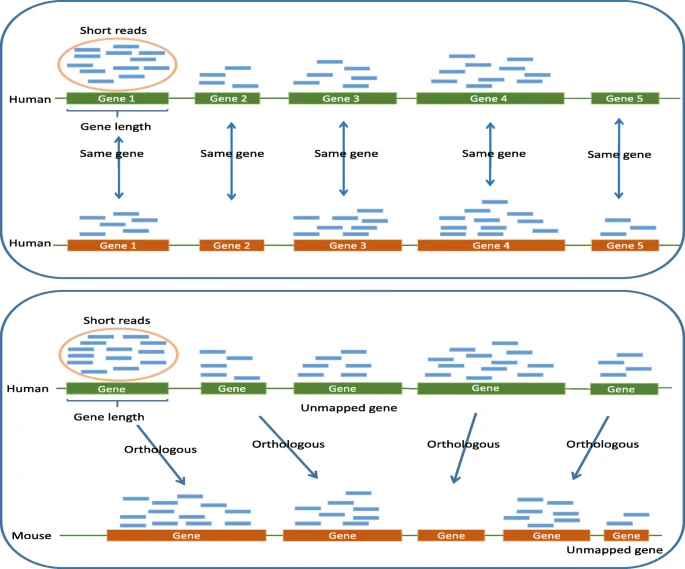 Short reads
Human Gene 1 Gene 2 Gene 3 Gene 4 Gene 5
Gene length
Same gene Same gene Same gene Same gene Same gene
Human Gene 1 Gene 2 Gene 3 Gene 4 Gene 5
Short reads
Human Gene Gene Gene Gene Gene
Unmapped gene
Gene length
Orthologous Orthologous Orthologous Orthologous
Mouse Gene Gene Gene Gene Gene
Unmapped gene